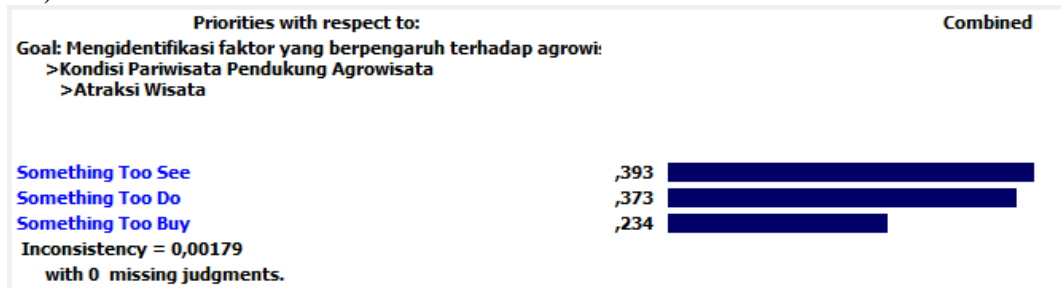 Priorities with respect to: Combined
Goal: Mengidentifikasi faktor yang berpengaruh terhadap agrowi
>Kondisi Pariwisata Pendukung Agrowisata
>Atraksi Wisata
Something Too See ,393
Something Too Do ,373
Something Too Buy ,234
Inconsistency = 0,00179
with 0 missing judgments.